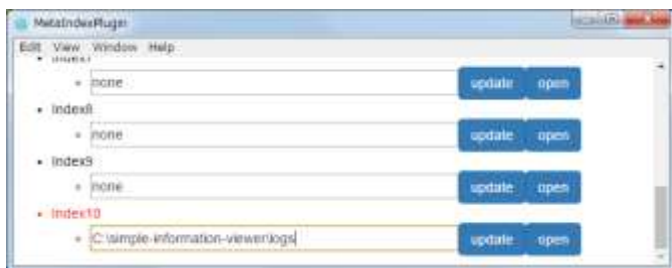 MetaIndexPlugin
Edit View Window Help
Index7
none update open
Index8
none update open
Index9
none update open
Index10
C:\simple-information-viewer\logs update open